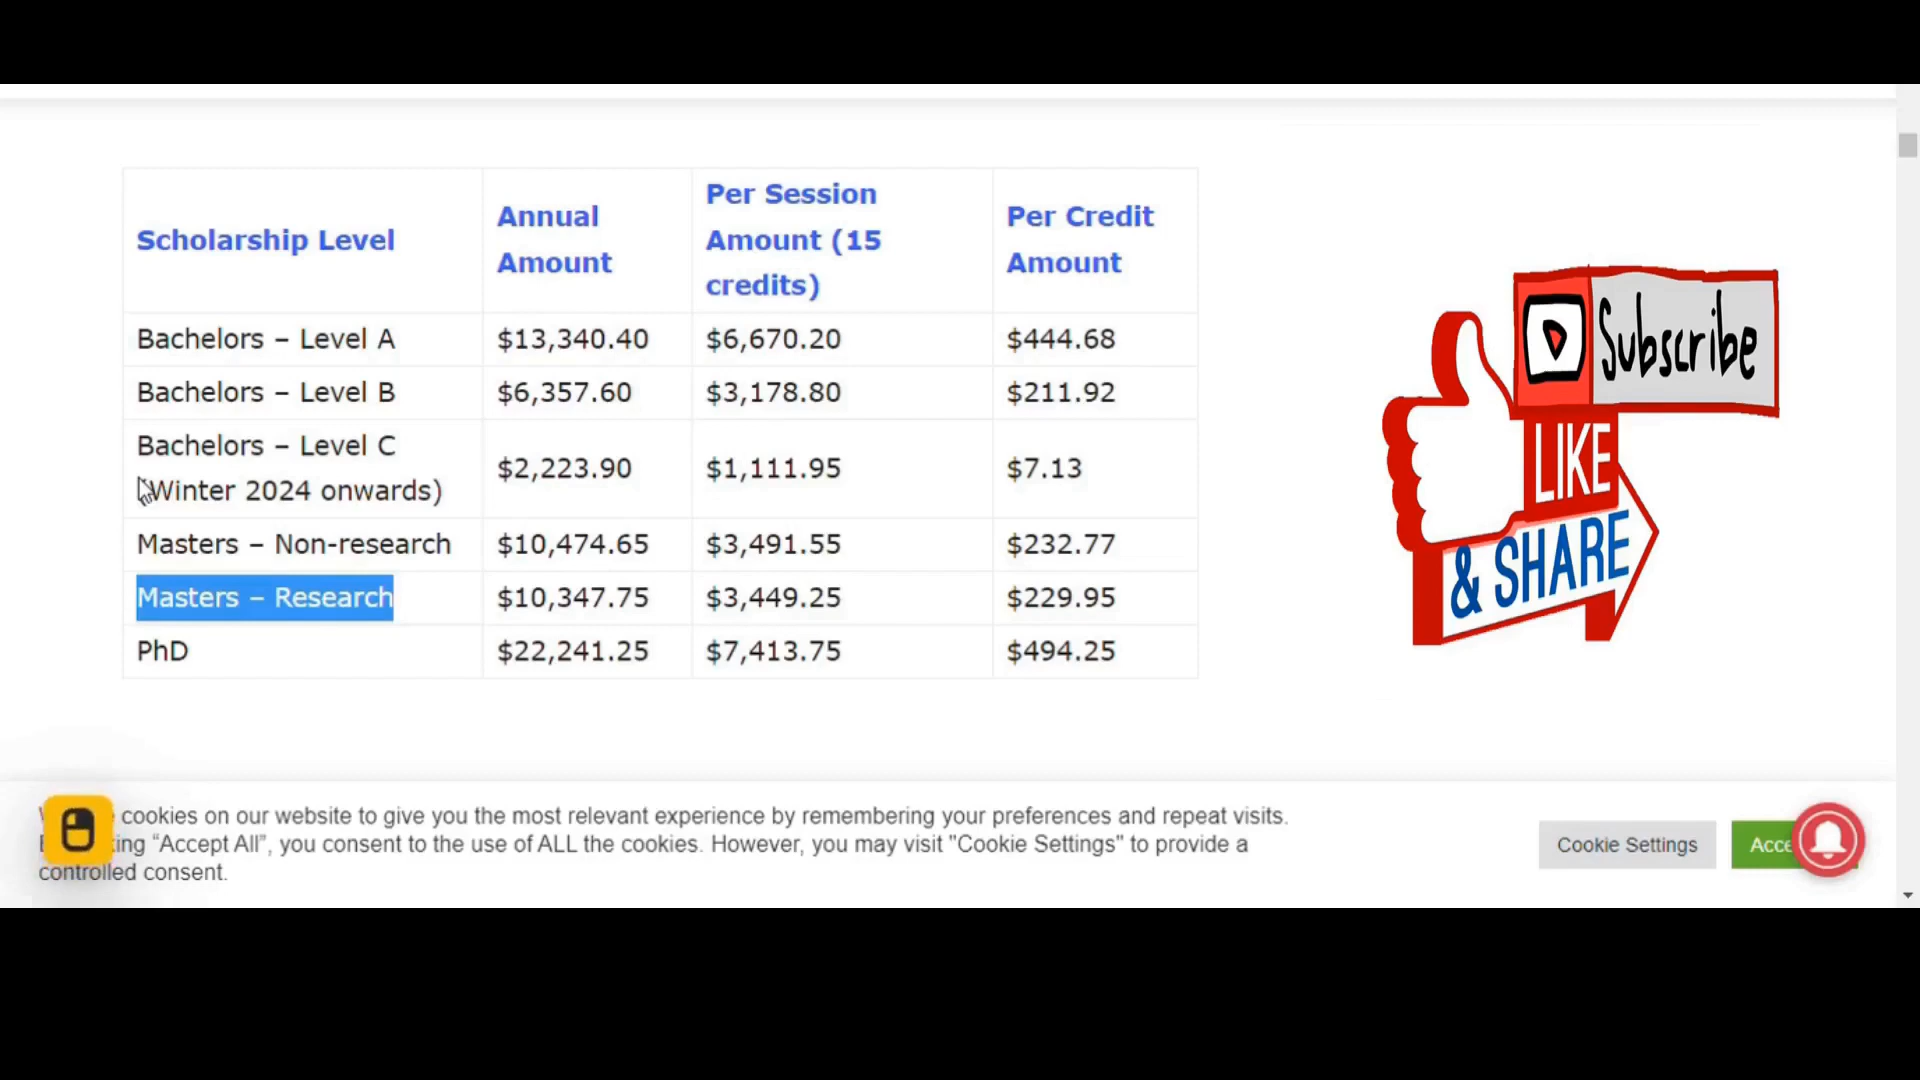 Scholarship Level
Annual
Amount
Per Session
Amount (15
credits)
Per Credit
Amount
Bachelors – Level A
$13,340.40
$6,670.20
$444.68
Bachelors – Level B
$6,357.60
$3,178.80
$211.92
Bachelors – Level C
Winter 2024 onwards)
$2,223.90
$1,111.95
$7.13
Masters – Non-research
$10,474.65
$3,491.55
$232.77
Masters – Research
$10,347.75
$3,449.25
$229.95
PhD
$22,241.25
$7,413.75
$494.25
Subscribe
LIKE
& SHARE
cookies on our website to give you the most relevant experience by remembering your preferences and repeat visits.
"Accept All", you consent to the use of ALL the cookies. However, you may visit "Cookie Settings" to provide a
controlled consent.
Cookie Settings